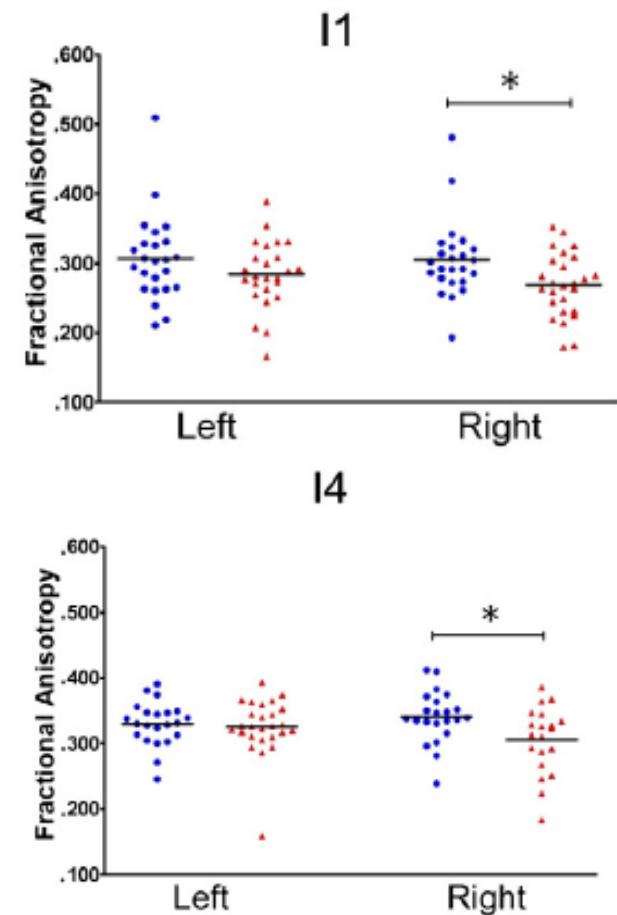 I1
Fractional Anisotropy
.600
.500
.400
.300
.200
.100
*
Left Right
I4
Fractional Anisotropy
.600
.500
.400
.300
.200
.100
*
Left Right